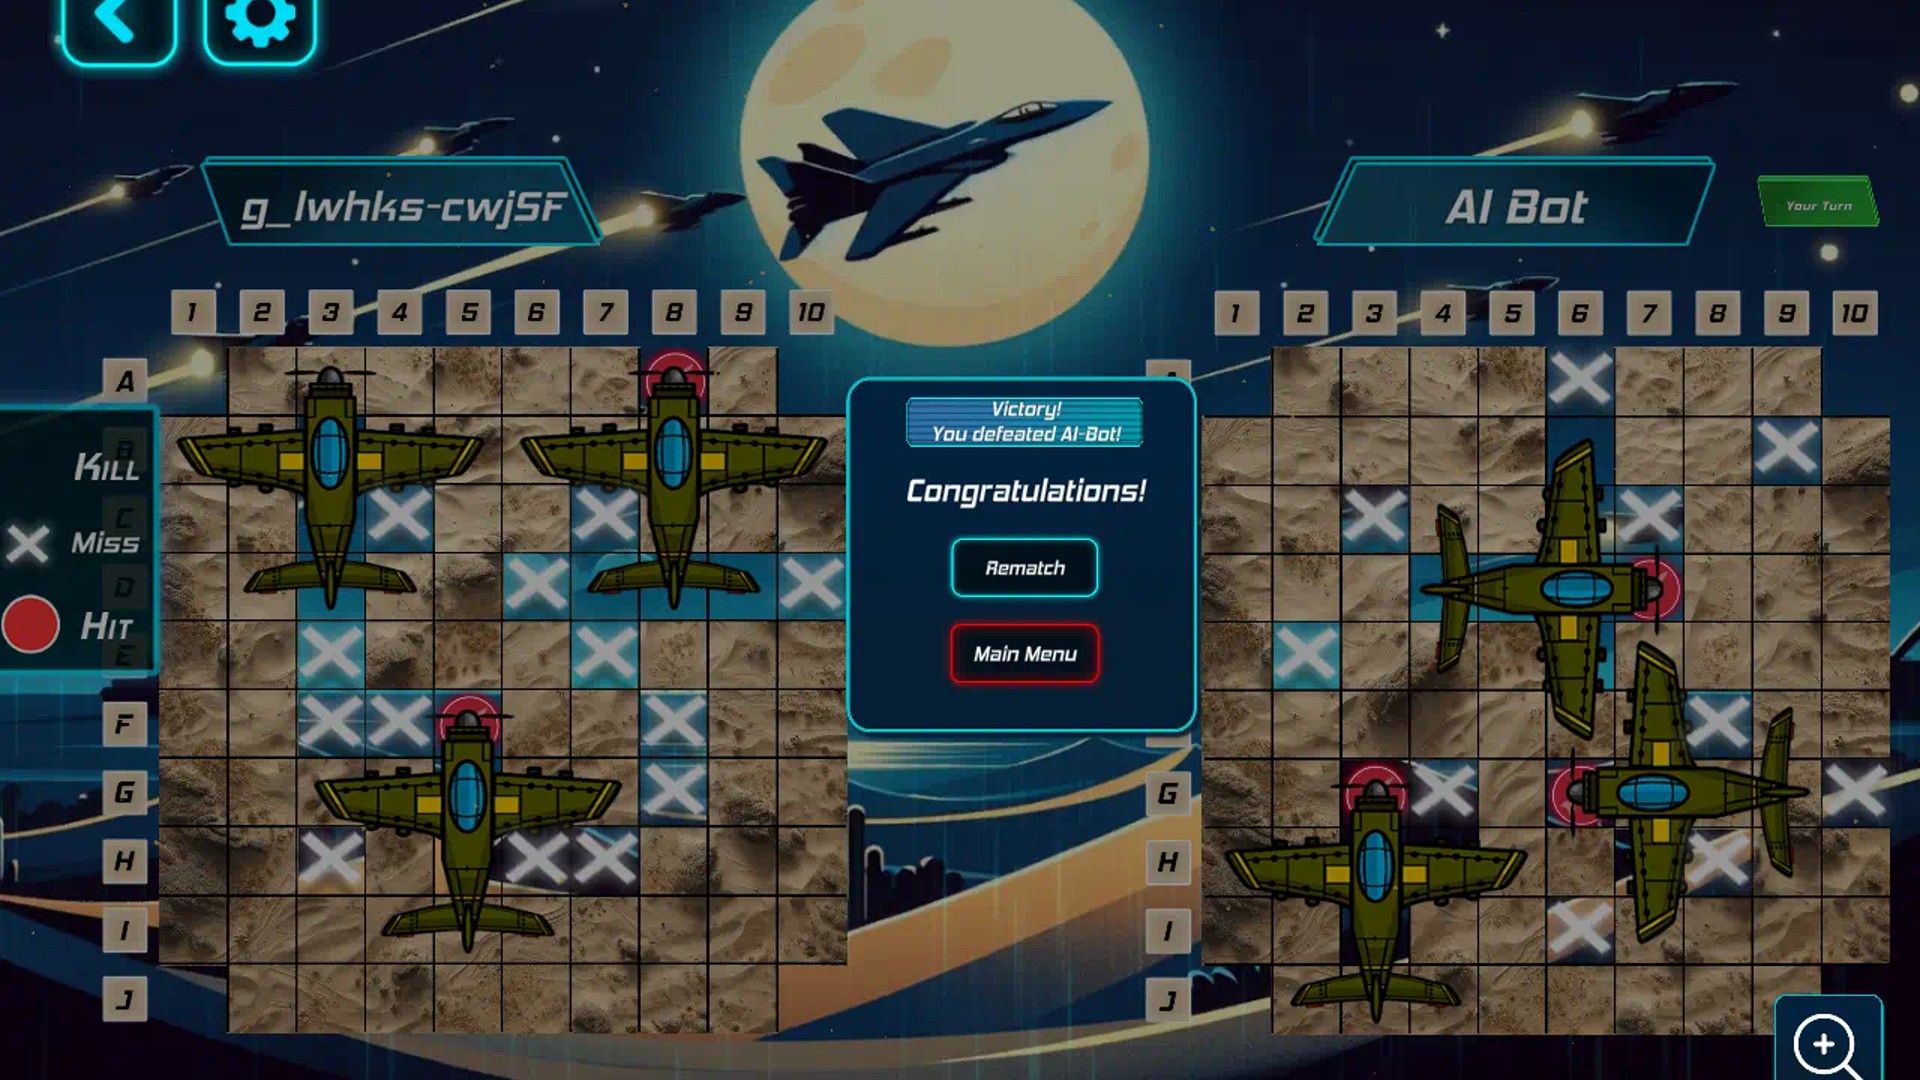 g_lwhks-cwjSF
AI Bot
Your Turn
1 2 3 4 5 6 7 8 9 10
1 2 3 4 5 6 7 8 9 10
A
B
C
D
E
F
G
H
I
J
Kill
Miss
Hit
Victory!
You defeated AI-Bot!
Congratulations!
Rematch
Main Menu
G
H
I
J